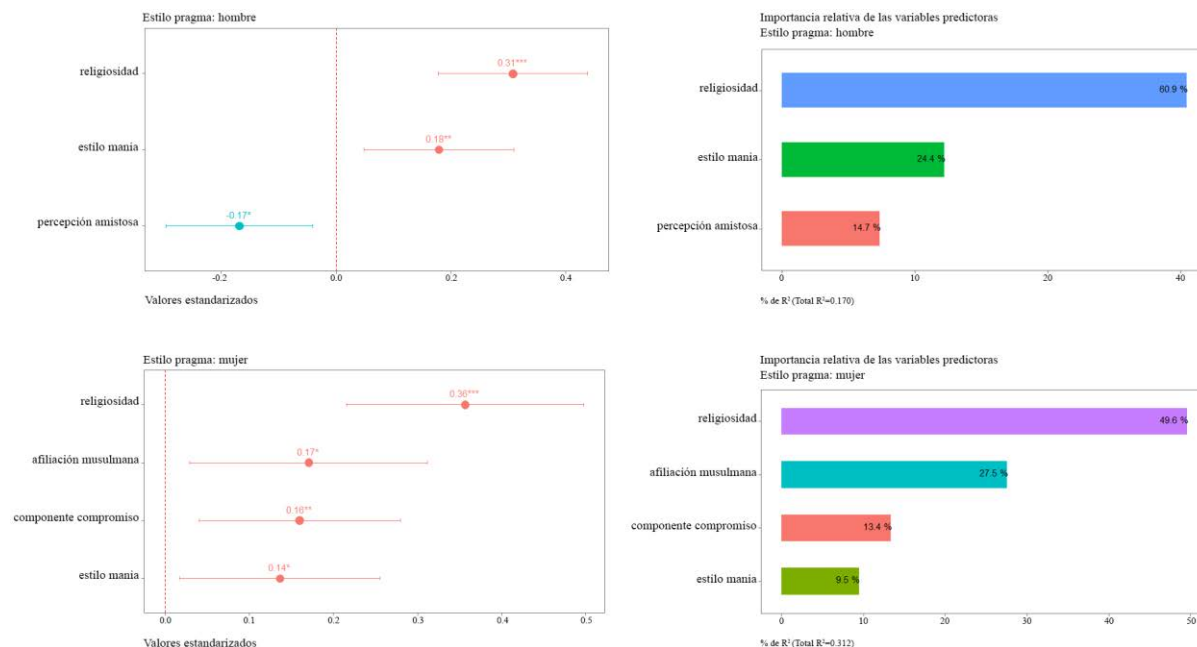 Estilo pragma: hombre
religiosidad
0.31***
estilo mania
0.18**
percepción amistosa
-0.17*
-0.2
0.0
0.2
0.4
Valores estandarizados
Importancia relativa de las variables predictoras
Estilo pragma: hombre
religiosidad
60.9 %
estilo mania
24.4 %
percepción amistosa
14.7 %
0
10
20
40
% de R² (Total R²=0.170)
Estilo pragma: mujer
religiosidad
0.36***
afiliación musulmana
0.17*
componente compromiso
0.16**
estilo mania
0.14*
0.0
0.1
0.2
0.3
0.4
0.5
Valores estandarizados
Importancia relativa de las variables predictoras
Estilo pragma: mujer
religiosidad
49.6 %
afiliación musulmana
27.5 %
componente compromiso
13.4 %
estilo mania
9.5 %
0
10
20
30
40
50
% de R² (Total R²=0.312)